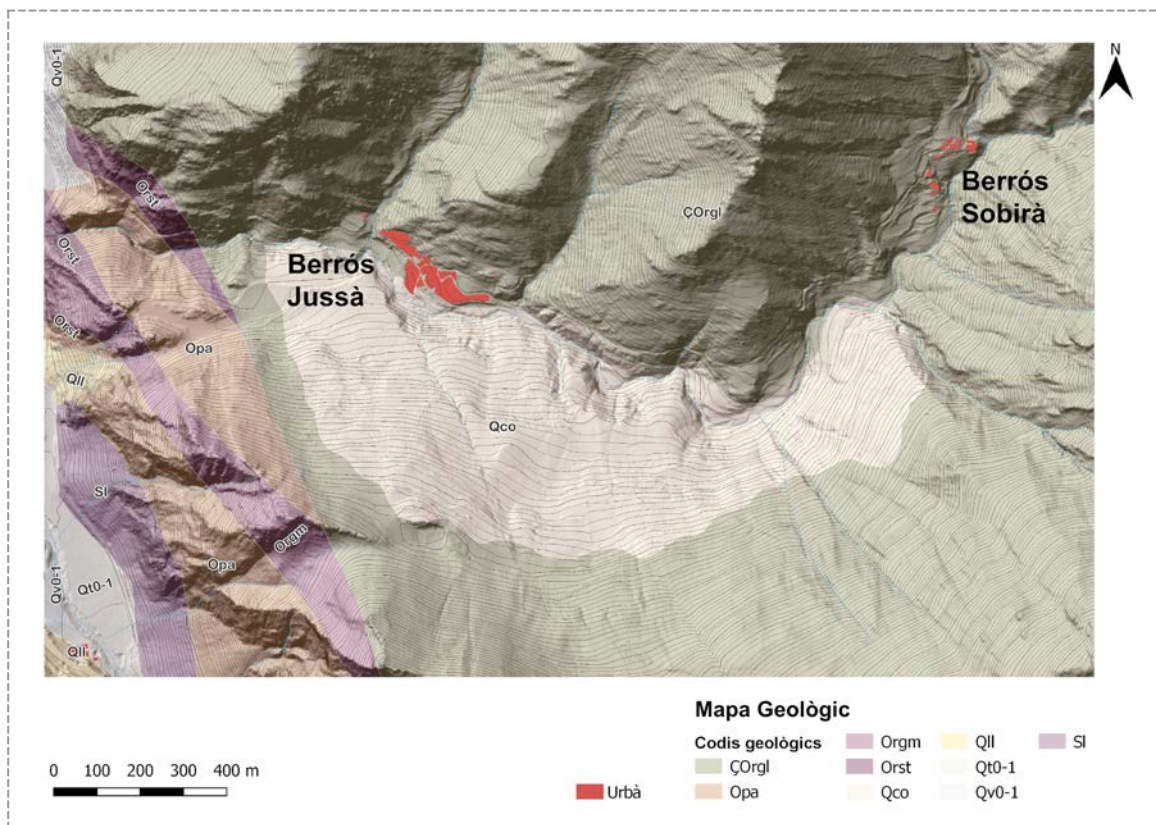 N
Qv0-1
Orst
Berrós
Sobirà
ÇOrgl
Orst
Berrós
Jussà
Orst
Opa
Qll
Qco
Sl
Orgm
Opa
Qv0-1
Qt0-1
Qll
Mapa Geològic
Codis geològics
ÇOrgl
Opa
Orgm
Orst
Qco
Qll
Qt0-1
Qv0-1
Sl
Urbà
0 100 200 300 400 m